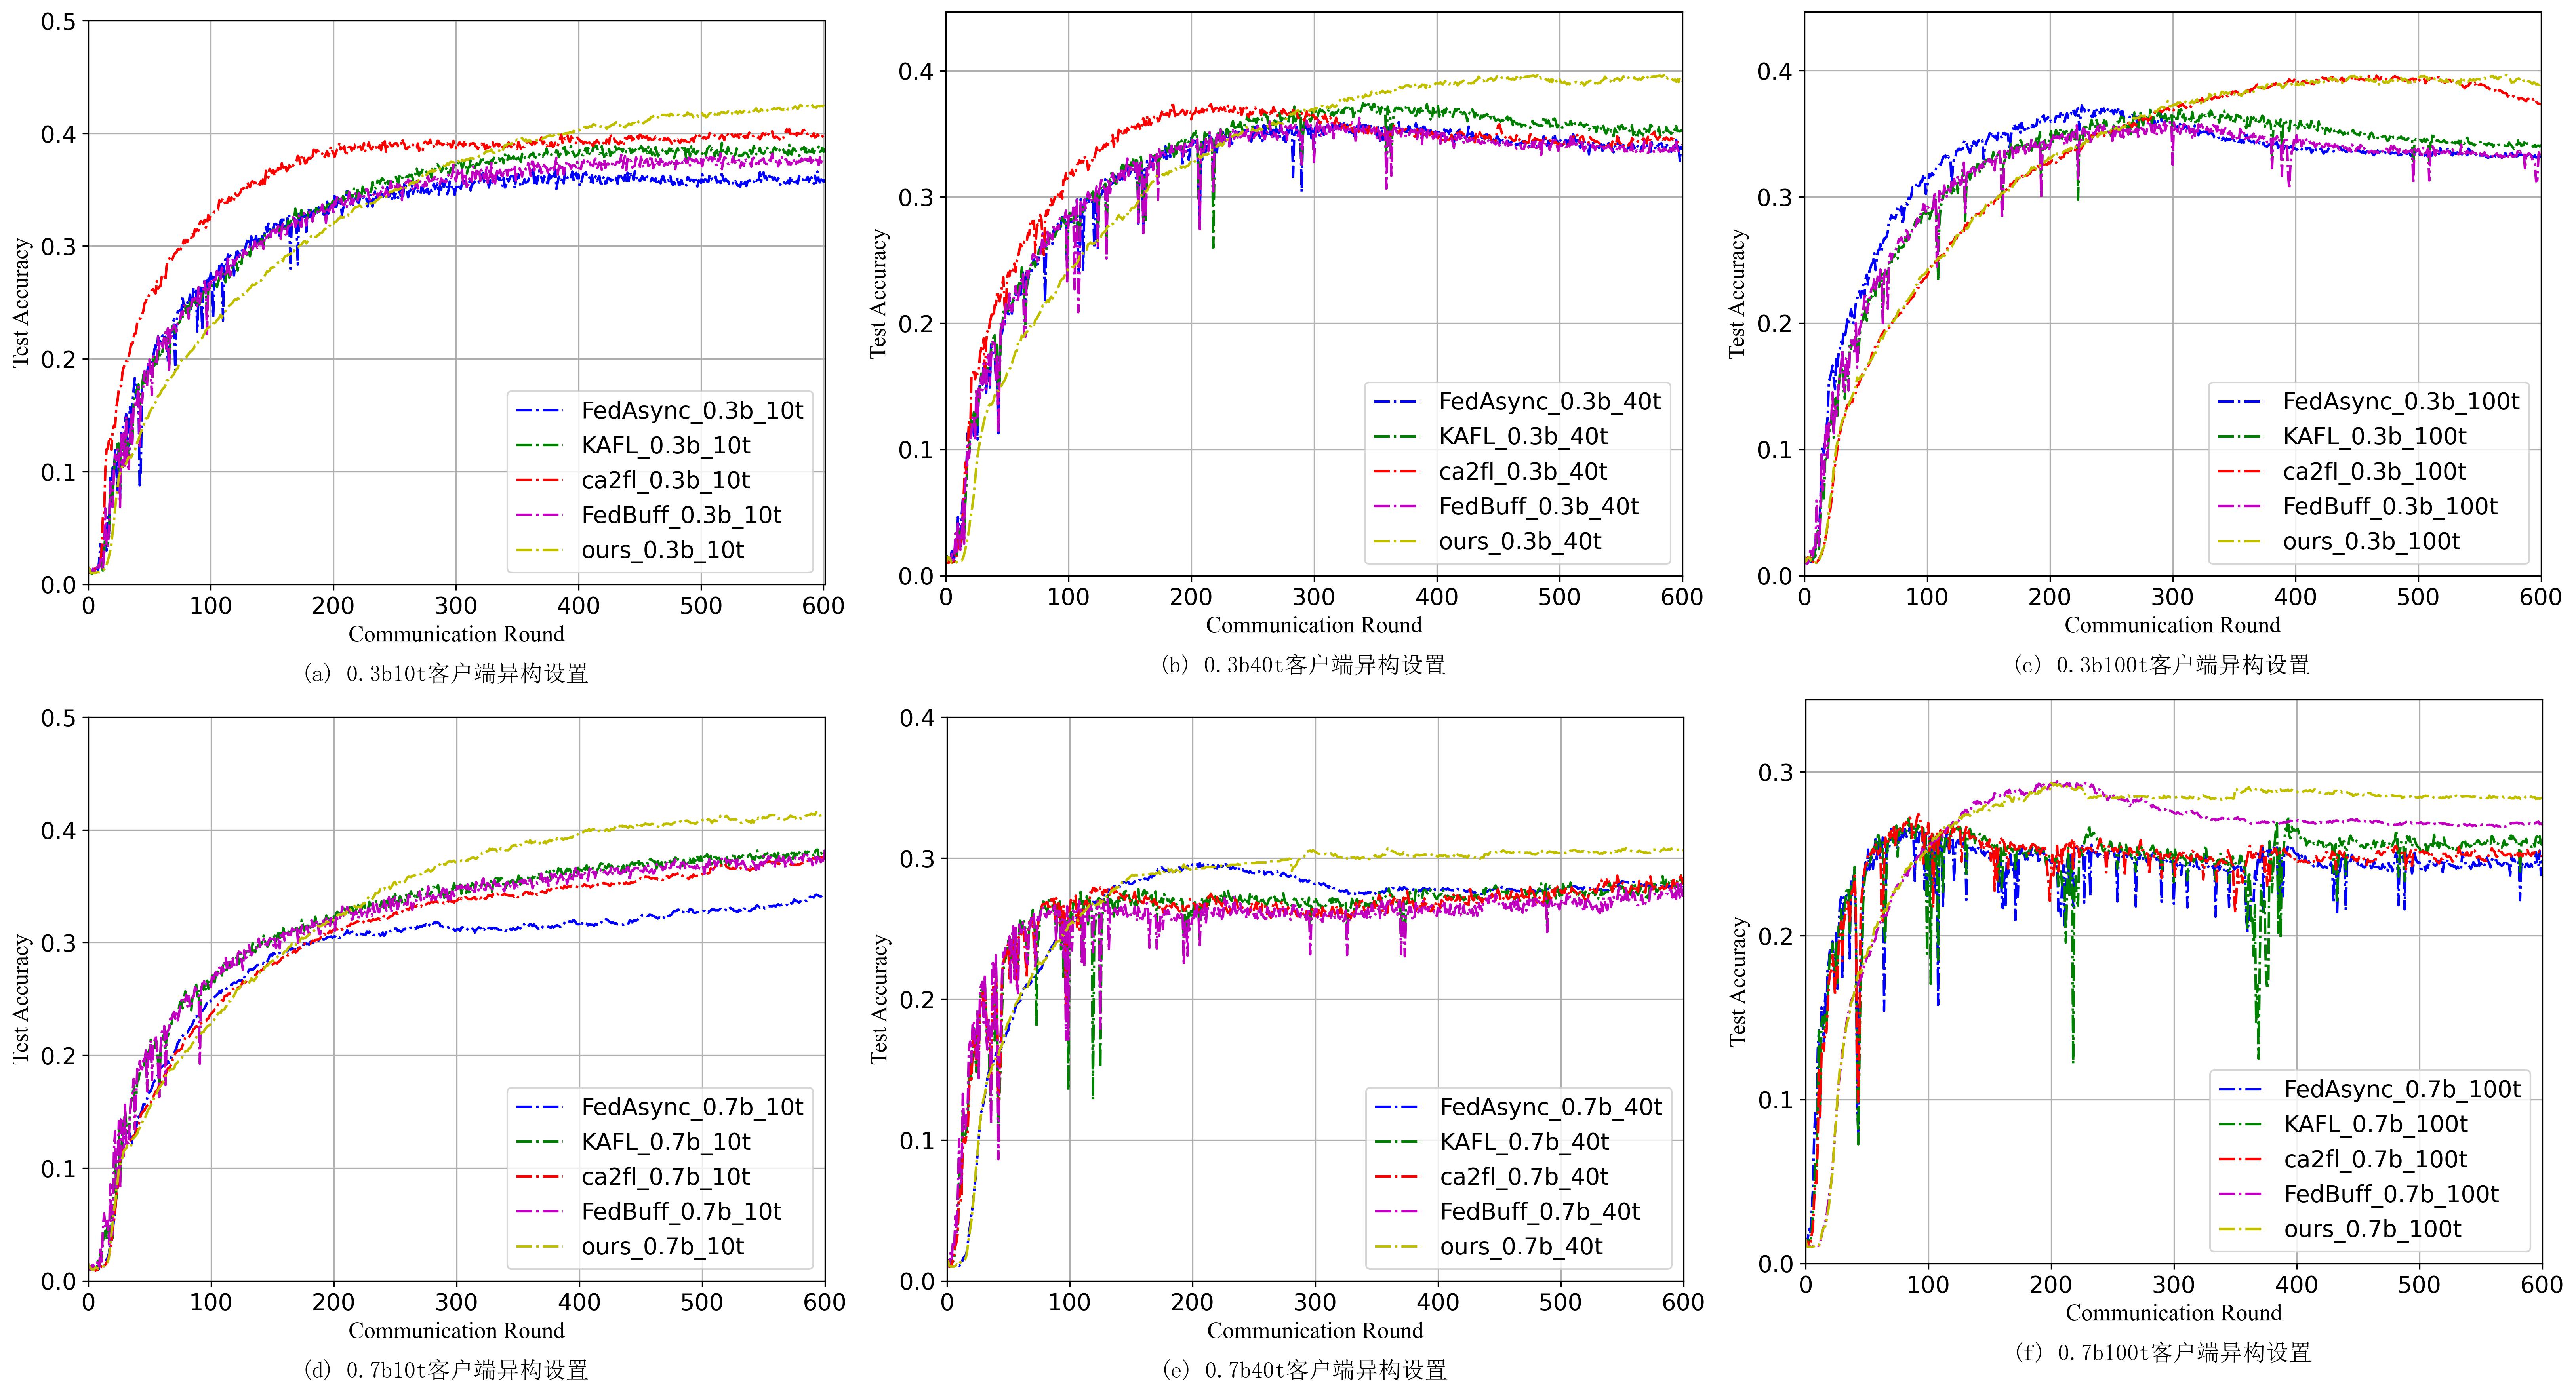 0.5
0.4
0.3
0.2
0.1
0.0
Test Accuracy
FedAsync_0.3b_10t
KAFL_0.3b_10t
ca2fl_0.3b_10t
FedBuff_0.3b_10t
ours_0.3b_10t
0 100 200 300 400 500 600
Communication Round
(a) 0.3b10t客户端异构设置
0.4
0.3
0.2
0.1
0.0
Test Accuracy
FedAsync_0.3b_40t
KAFL_0.3b_40t
ca2fl_0.3b_40t
FedBuff_0.3b_40t
ours_0.3b_40t
0 100 200 300 400 500 600
Communication Round
(b) 0.3b40t客户端异构设置
0.4
0.3
0.2
0.1
0.0
Test Accuracy
FedAsync_0.3b_100t
KAFL_0.3b_100t
ca2fl_0.3b_100t
FedBuff_0.3b_100t
ours_0.3b_100t
0 100 200 300 400 500 600
Communication Round
(c) 0.3b100t客户端异构设置
0.5
0.4
0.3
0.2
0.1
0.0
Test Accuracy
FedAsync_0.7b_10t
KAFL_0.7b_10t
ca2fl_0.7b_10t
FedBuff_0.7b_10t
ours_0.7b_10t
0 100 200 300 400 500 600
Communication Round
(d) 0.7b10t客户端异构设置
0.4
0.3
0.2
0.1
0.0
Test Accuracy
FedAsync_0.7b_40t
KAFL_0.7b_40t
ca2fl_0.7b_40t
FedBuff_0.7b_40t
ours_0.7b_40t
0 100 200 300 400 500 600
Communication Round
(e) 0.7b40t客户端异构设置
0.3
0.2
0.1
0.0
Test Accuracy
FedAsync_0.7b_100t
KAFL_0.7b_100t
ca2fl_0.7b_100t
FedBuff_0.7b_100t
ours_0.7b_100t
0 100 200 300 400 500 600
Communication Round
(f) 0.7b100t客户端异构设置